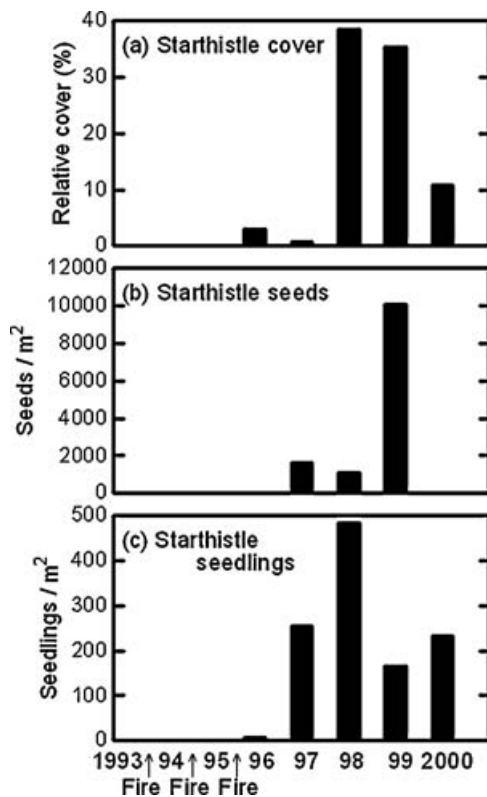 (a) Starthistle cover
Relative cover (%)
40
30
20
10
0
(b) Starthistle seeds
Seeds / m²
12000
10000
8000
6000
4000
2000
0
(c) Starthistle
seedlings
Seedlings / m²
500
400
300
200
100
0
1993↑ 94 ↑ 95↑ 96 97 98 99 2000
Fire Fire Fire